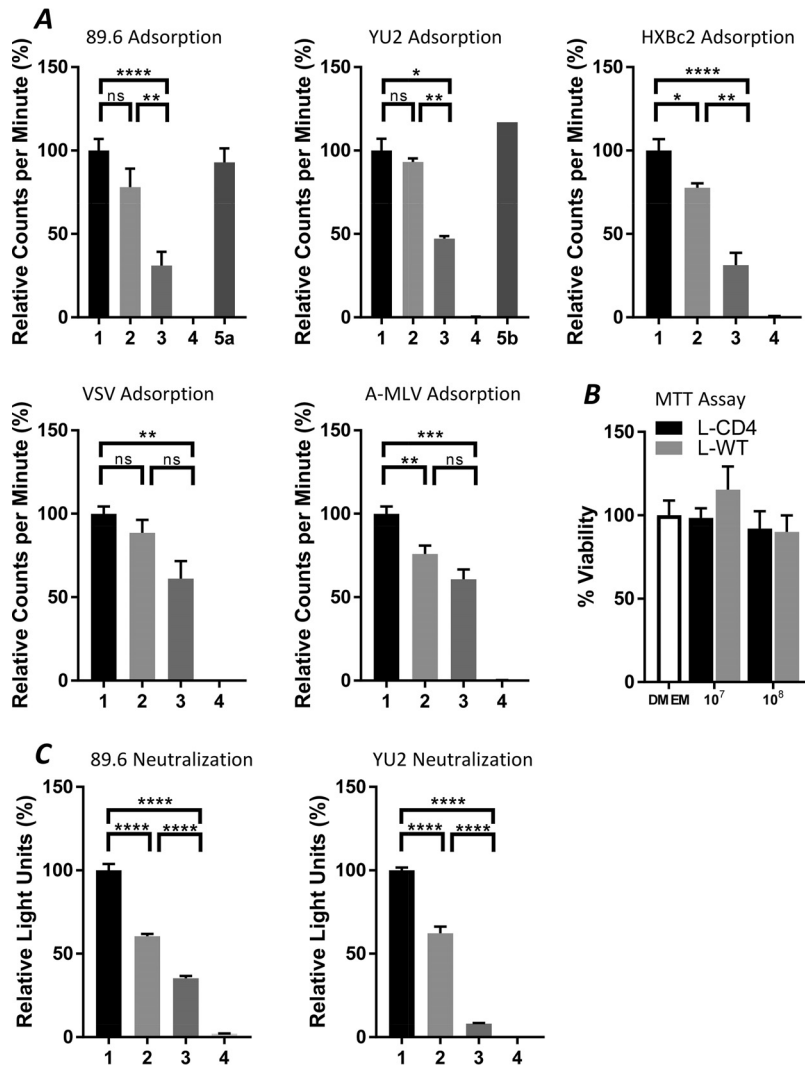 A
89.6 Adsorption
Relative Counts per Minute (%)
150
100
50
0
****
ns
**
1 2 3 4 5a
YU2 Adsorption
Relative Counts per Minute (%)
150
100
50
0
*
ns
**
1 2 3 4 5b
HXBc2 Adsorption
Relative Counts per Minute (%)
150
100
50
0
****
*
**
1 2 3 4
VSV Adsorption
Relative Counts per Minute (%)
150
100
50
0
**
ns
ns
1 2 3 4
A-MLV Adsorption
Relative Counts per Minute (%)
150
100
50
0
***
**
ns
1 2 3 4
B
MTT Assay
L-CD4
L-WT
% Viability
150
100
50
0
DMEM 10⁷ 10⁸
C
89.6 Neutralization
Relative Light Units (%)
150
100
50
0
****
****
****
1 2 3 4
YU2 Neutralization
Relative Light Units (%)
150
100
50
0
****
****
****
1 2 3 4